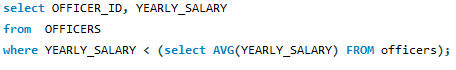 select OFFICER_ID, YEARLY_SALARY
from  OFFICERS
where YEARLY_SALARY < (select AVG(YEARLY_SALARY) FROM officers);